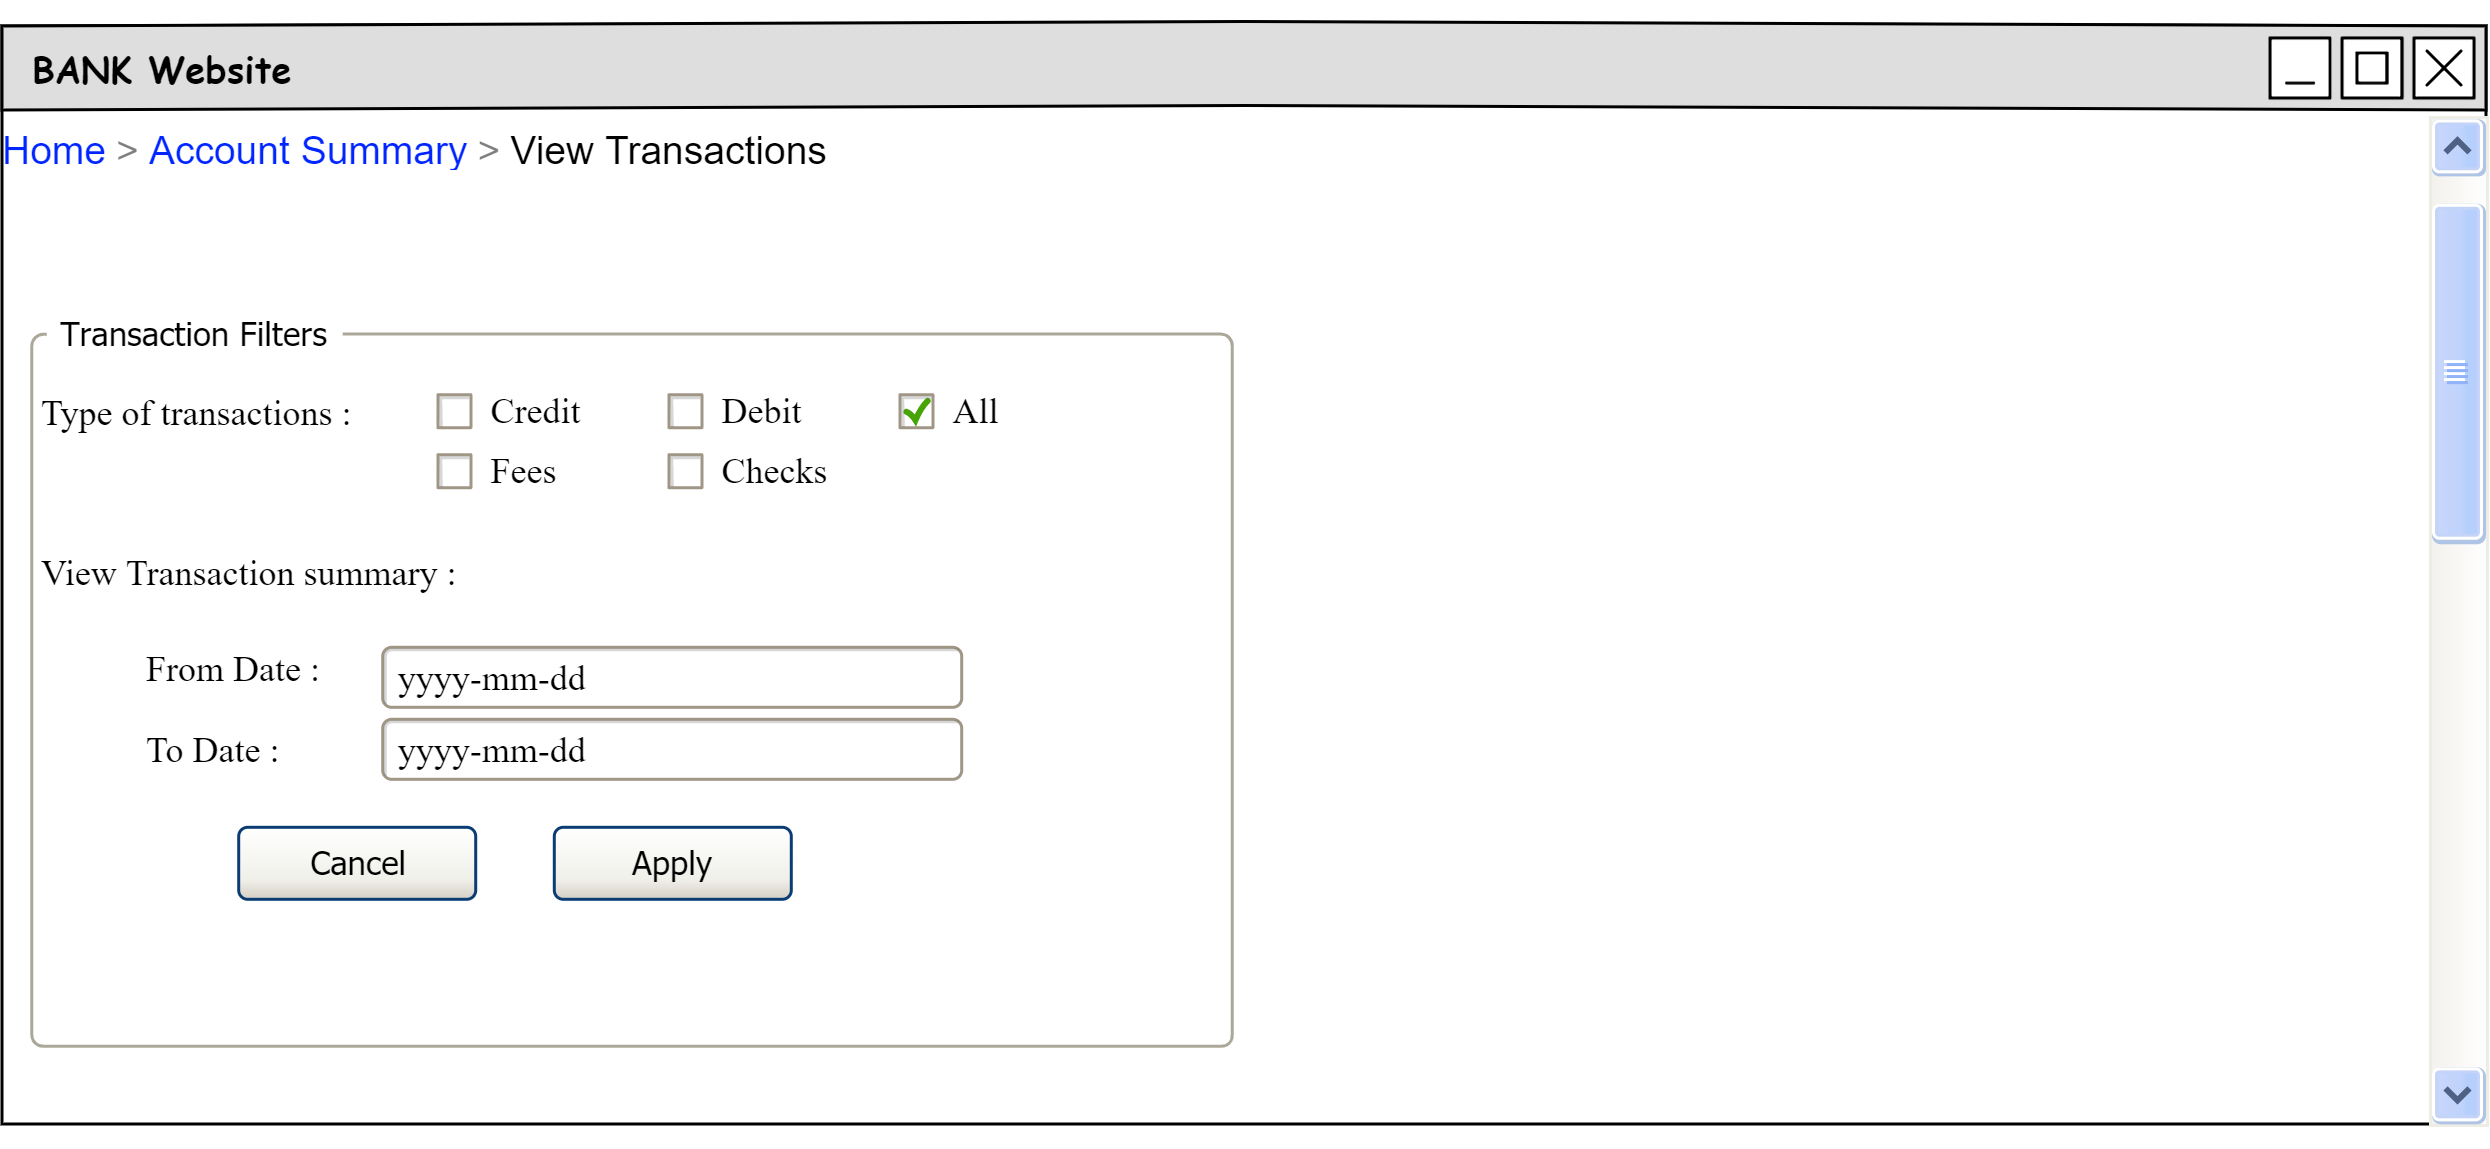 BANK Website
Home > Account Summary > View Transactions
Transaction Filters
Type of transactions : Credit Debit All
Fees Checks
View Transaction summary :
From Date : yyyy-mm-dd
To Date : yyyy-mm-dd
Cancel Apply